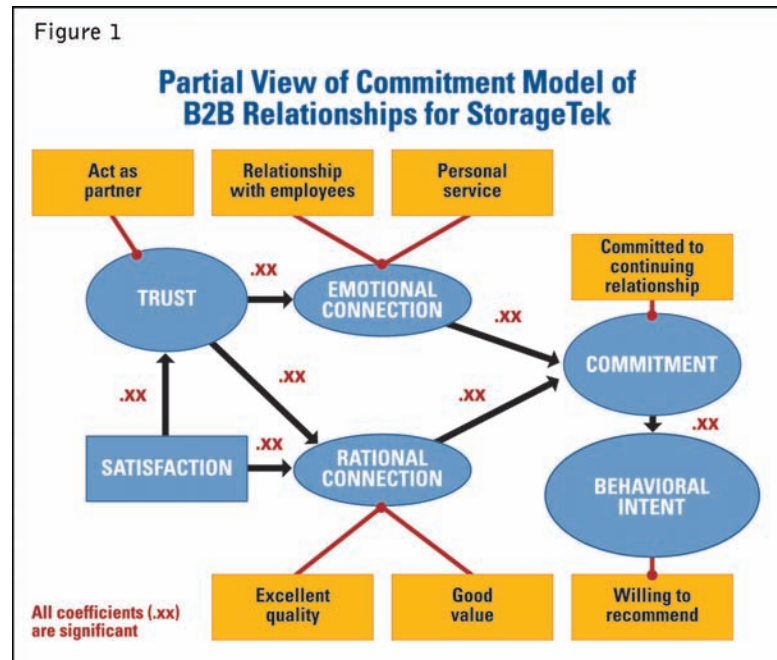 Figure 1
Partial View of Commitment Model of
B2B Relationships for StorageTek
Act as
partner
Relationship
with employees
Personal
service
Committed to
continuing
relationship
TRUST
.xx
EMOTIONAL
CONNECTION
.xx
COMMITMENT
.xx
.xx
.xx
.xx
.xx
SATISFACTION
RATIONAL
CONNECTION
BEHAVIORAL
INTENT
Excellent
quality
Good
value
Willing to
recommend
All coefficients (.xx)
are significant